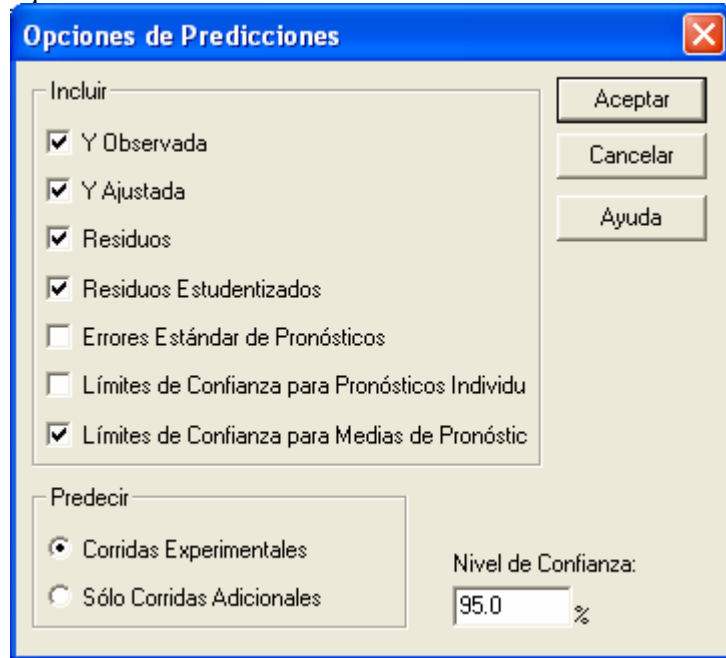 Opciones de Predicciones
Incluir
Y Observada
Y Ajustada
Residuos
Residuos Estudentizados
Errores Estándar de Pronósticos
Límites de Confianza para Pronósticos Individu
Límites de Confianza para Medias de Pronóstic
Aceptar
Cancelar
Ayuda
Predecir
Corridas Experimentales
Sólo Corridas Adicionales
Nivel de Confianza:
95.0 %